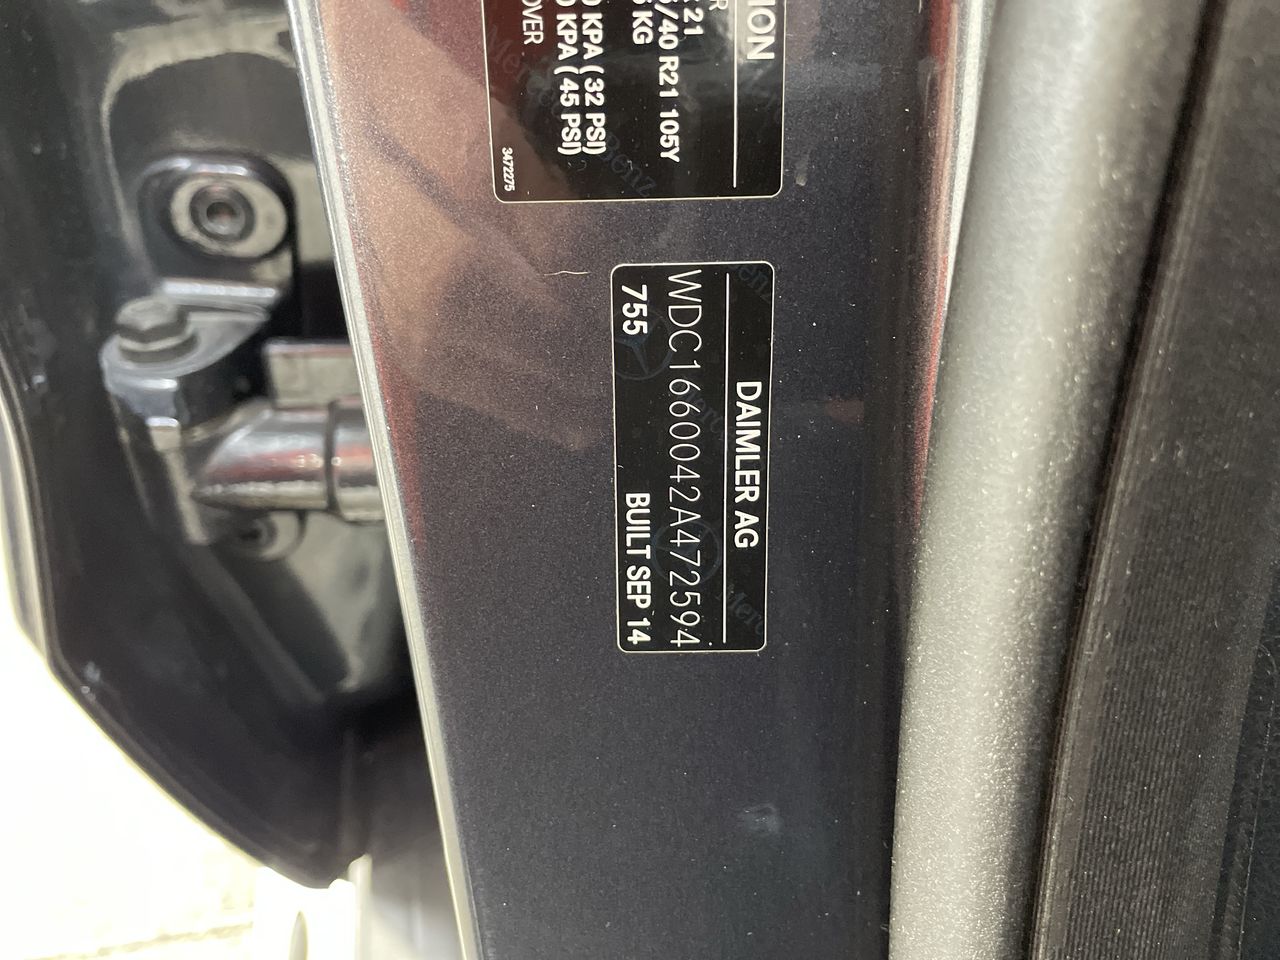 ION
R
21
40 R21 105Y
KG
KPA ( 32 PSI)
KPA ( 45 PSI)
OVER
3472275
DAIMLER AG
WDC1660042A472594
755 BUILT SEP 14